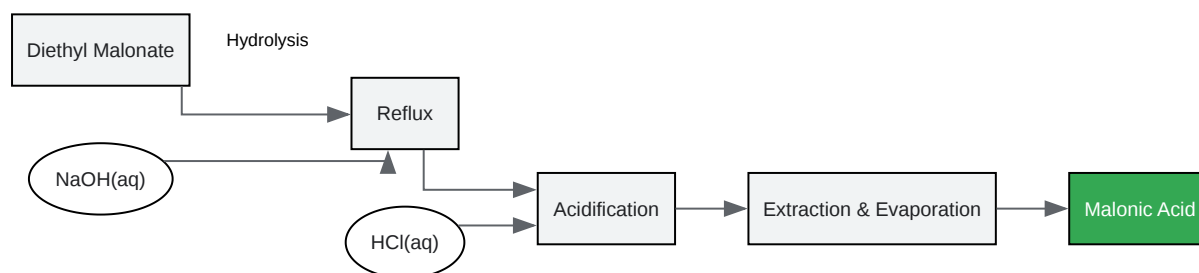 Diethyl Malonate
Hydrolysis
Reflux
NaOH(aq)
HCl(aq)
Acidification
Extraction & Evaporation
Malonic Acid